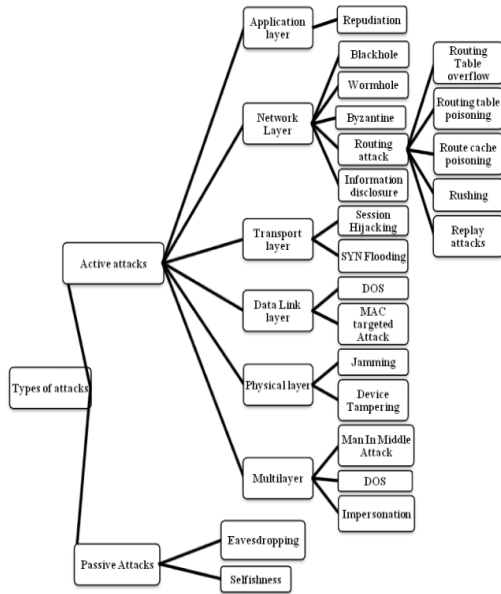 Application
layer
Repudiation
Blackhole
Wormhole
Network
Layer
Byzantine
Routing
attack
Information
disclosure
Routing
Table
overflow
Routing table
poisoning
Route cache
poisoning
Rushing
Replay
attacks
Active attacks
Transport
layer
Session
Hijacking
SYN Flooding
Data Link
layer
DOS
MAC
targeted
Attack
Types of attacks
Physical layer
Jamming
Device
Tampering
Multilayer
Man In Middle
Attack
DOS
Impersonation
Passive Attacks
Eavesdropping
Selfishness